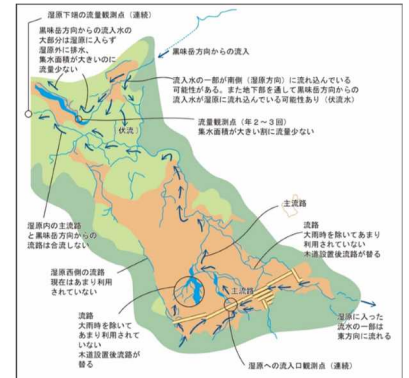 湿原下端の流量観測点（連続）
黒味岳方向からの流入水の
大部分は湿原に入らず
湿原外に排水、
集水面積が大きいのに
流量少ない
黒味岳方向からの流入
流入水の一部が南側（湿原方向）に流れ込んでいる
可能性がある。また地下部を通して黒味岳方向からの
流入水が湿原に流れ込んでいる可能性あり（伏流水）
伏流
流量観測点（年２～３回）
集水面積が大きい割に流量少ない
湿原内の主流路
と黒味岳方向からの
流路は合流しない
主流路
流路
大雨時を除いてあまり
利用されていない
木道設置後流路が替る
湿原西側の流路
現在はあまり利用
されていない
主流路
流路
大雨時を除いて
あまり利用され
ていない
木道設置後流路が
替る
湿原に入った
流水の一部は
東方向に流れる
湿原への流入口観測点（連続）